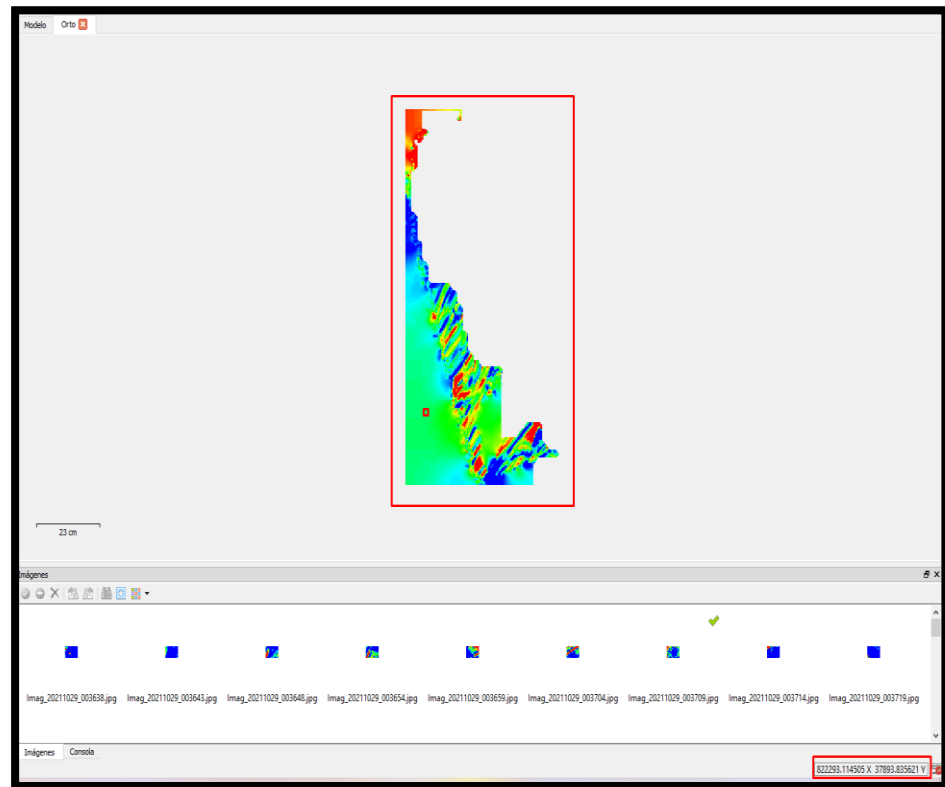 Modelo Orto
23 cm
Imágenes
Imag_20211029_003638.jpg Imag_20211029_003643.jpg Imag_20211029_003648.jpg Imag_20211029_003654.jpg Imag_20211029_003659.jpg Imag_20211029_003704.jpg Imag_20211029_003709.jpg Imag_20211029_003714.jpg Imag_20211029_003719.jpg
Imágenes Consola
822293.114505 X 37893.835621 Y